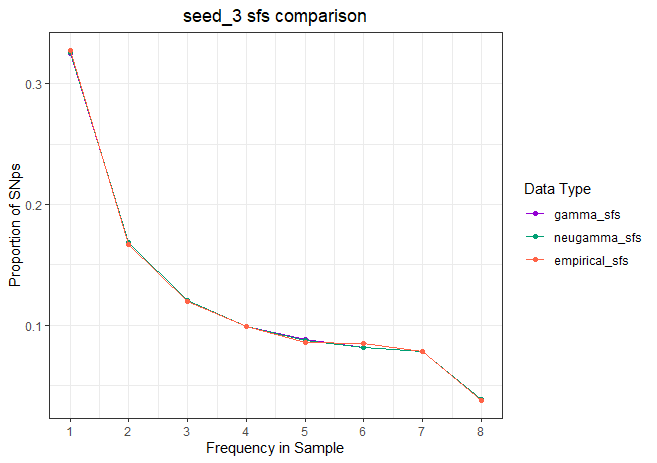 seed_3 sfs comparison
0.3
0.2
0.1
Proportion of SNps
1 2 3 4 5 6 7 8
Frequency in Sample
Data Type
gamma_sfs
neugamma_sfs
empirical_sfs